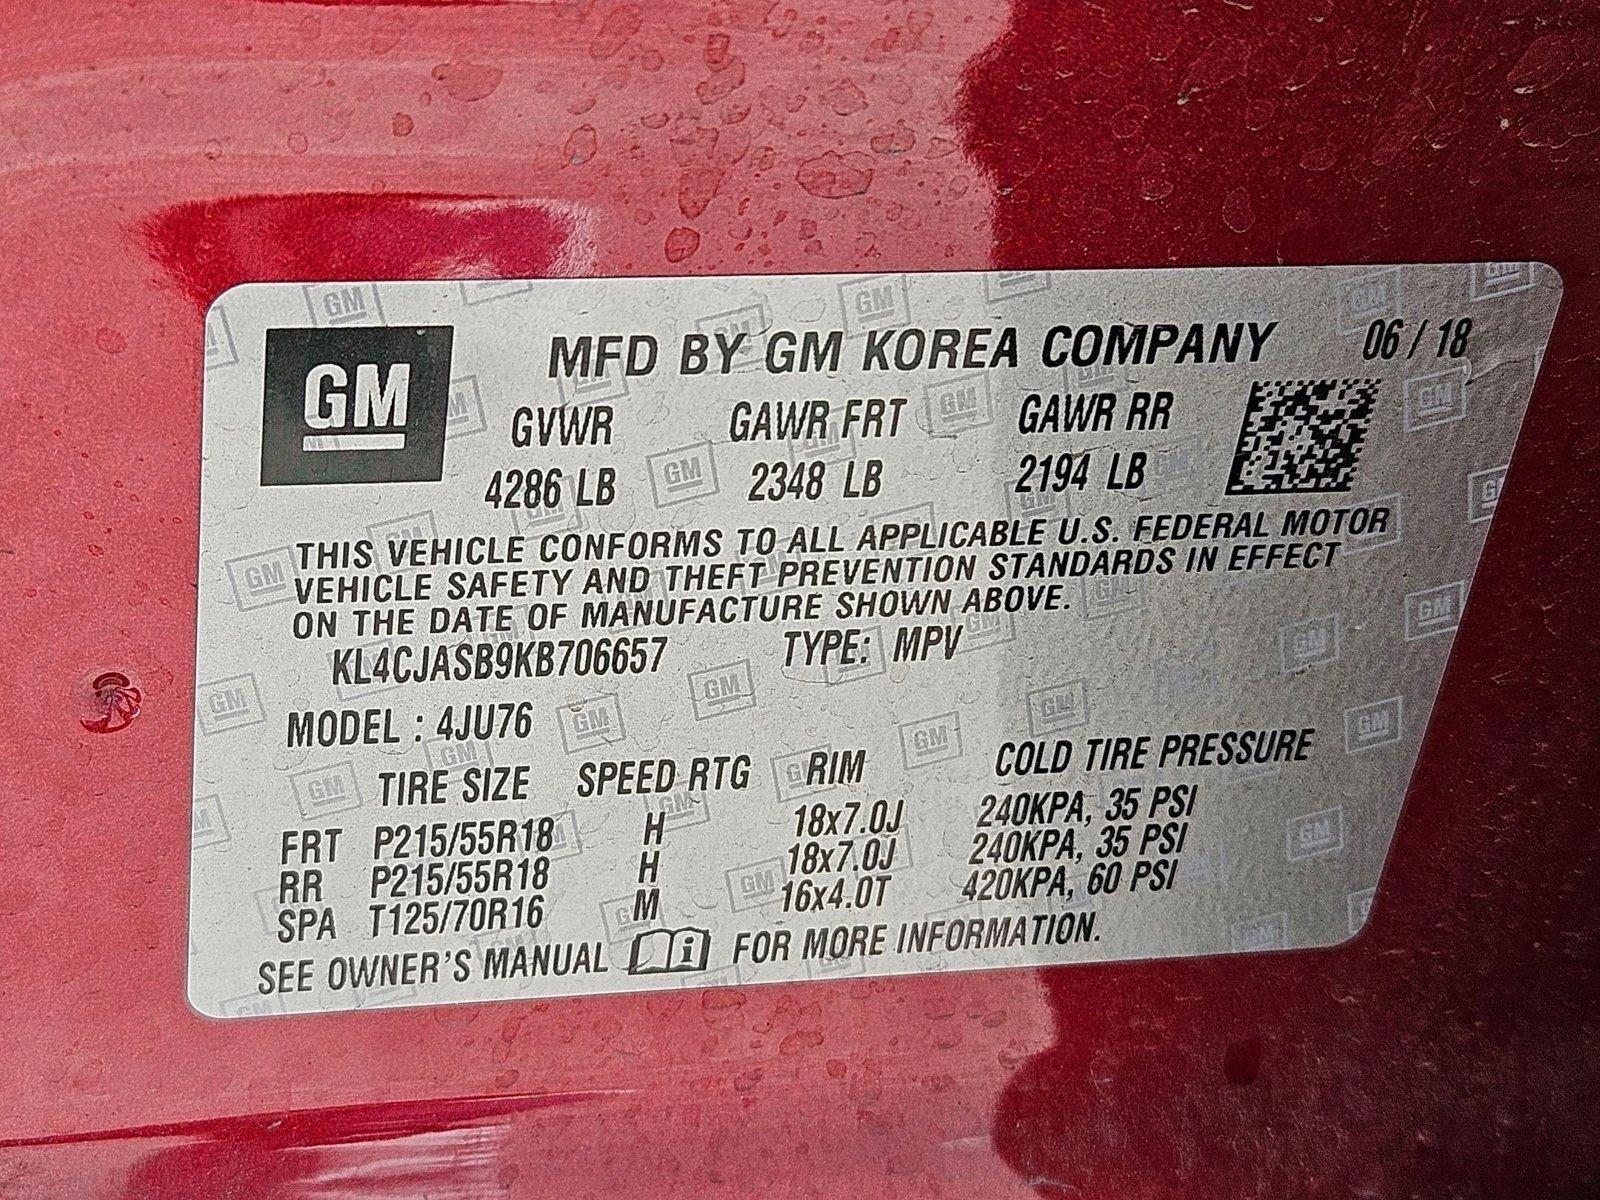 GM
MFD BY GM KOREA COMPANY 06 / 18
GVWR GAWR FRT GAWR RR
4286 LB 2348 LB 2194 LB
THIS VEHICLE CONFORMS TO ALL APPLICABLE U.S. FEDERAL MOTOR
VEHICLE SAFETY AND THEFT PREVENTION STANDARDS IN EFFECT
ON THE DATE OF MANUFACTURE SHOWN ABOVE.
KL4CJASB9KB706657 TYPE: MPV
MODEL : 4JU76
TIRE SIZE SPEED RTG RIM COLD TIRE PRESSURE
FRT P215/55R18 H 18x7.0J 240KPA, 35 PSI
RR P215/55R18 H 18x7.0J 240KPA, 35 PSI
SPA T125/70R16 M 16x4.0T 420KPA, 60 PSI
SEE OWNER'S MANUAL i FOR MORE INFORMATION.